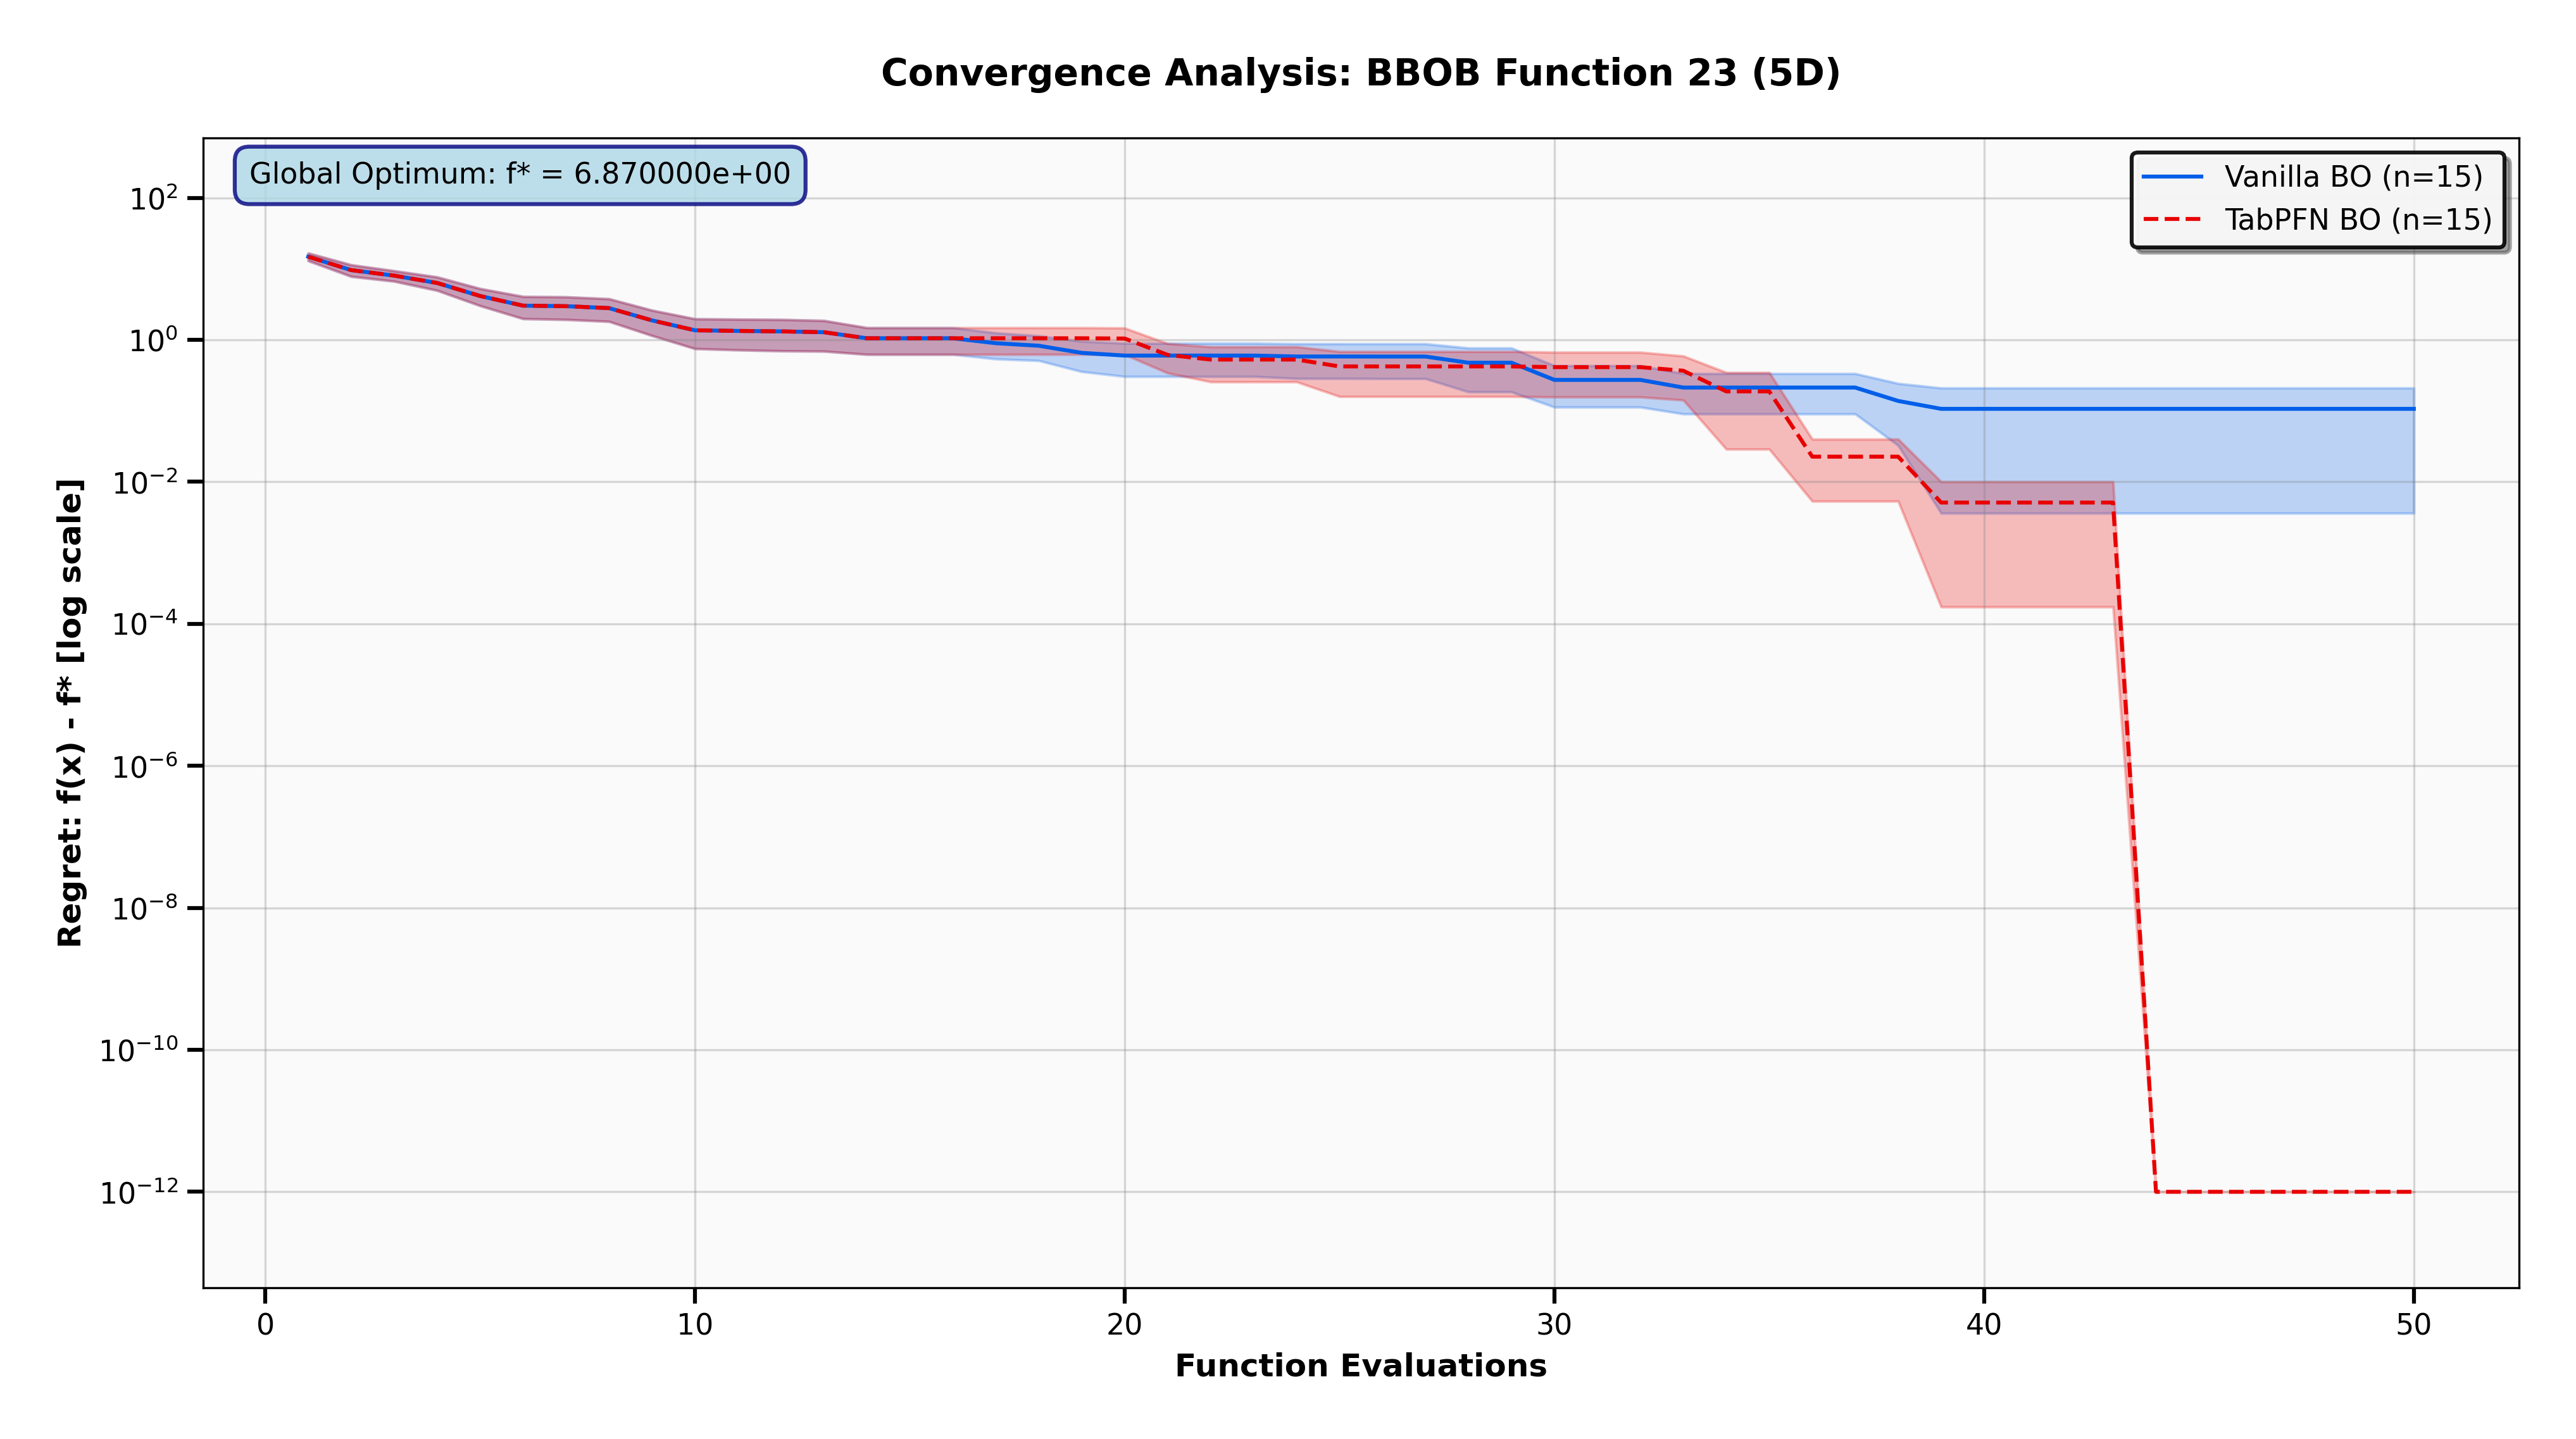 Convergence Analysis: BBOB Function 23 (5D)
Global Optimum: f* = 6.870000e+00
Vanilla BO (n=15)
TabPFN BO (n=15)
Regret: f(x) - f* [log scale]
10²
10⁰
10⁻²
10⁻⁴
10⁻⁶
10⁻⁸
10⁻¹⁰
10⁻¹²
0 10 20 30 40 50
Function Evaluations